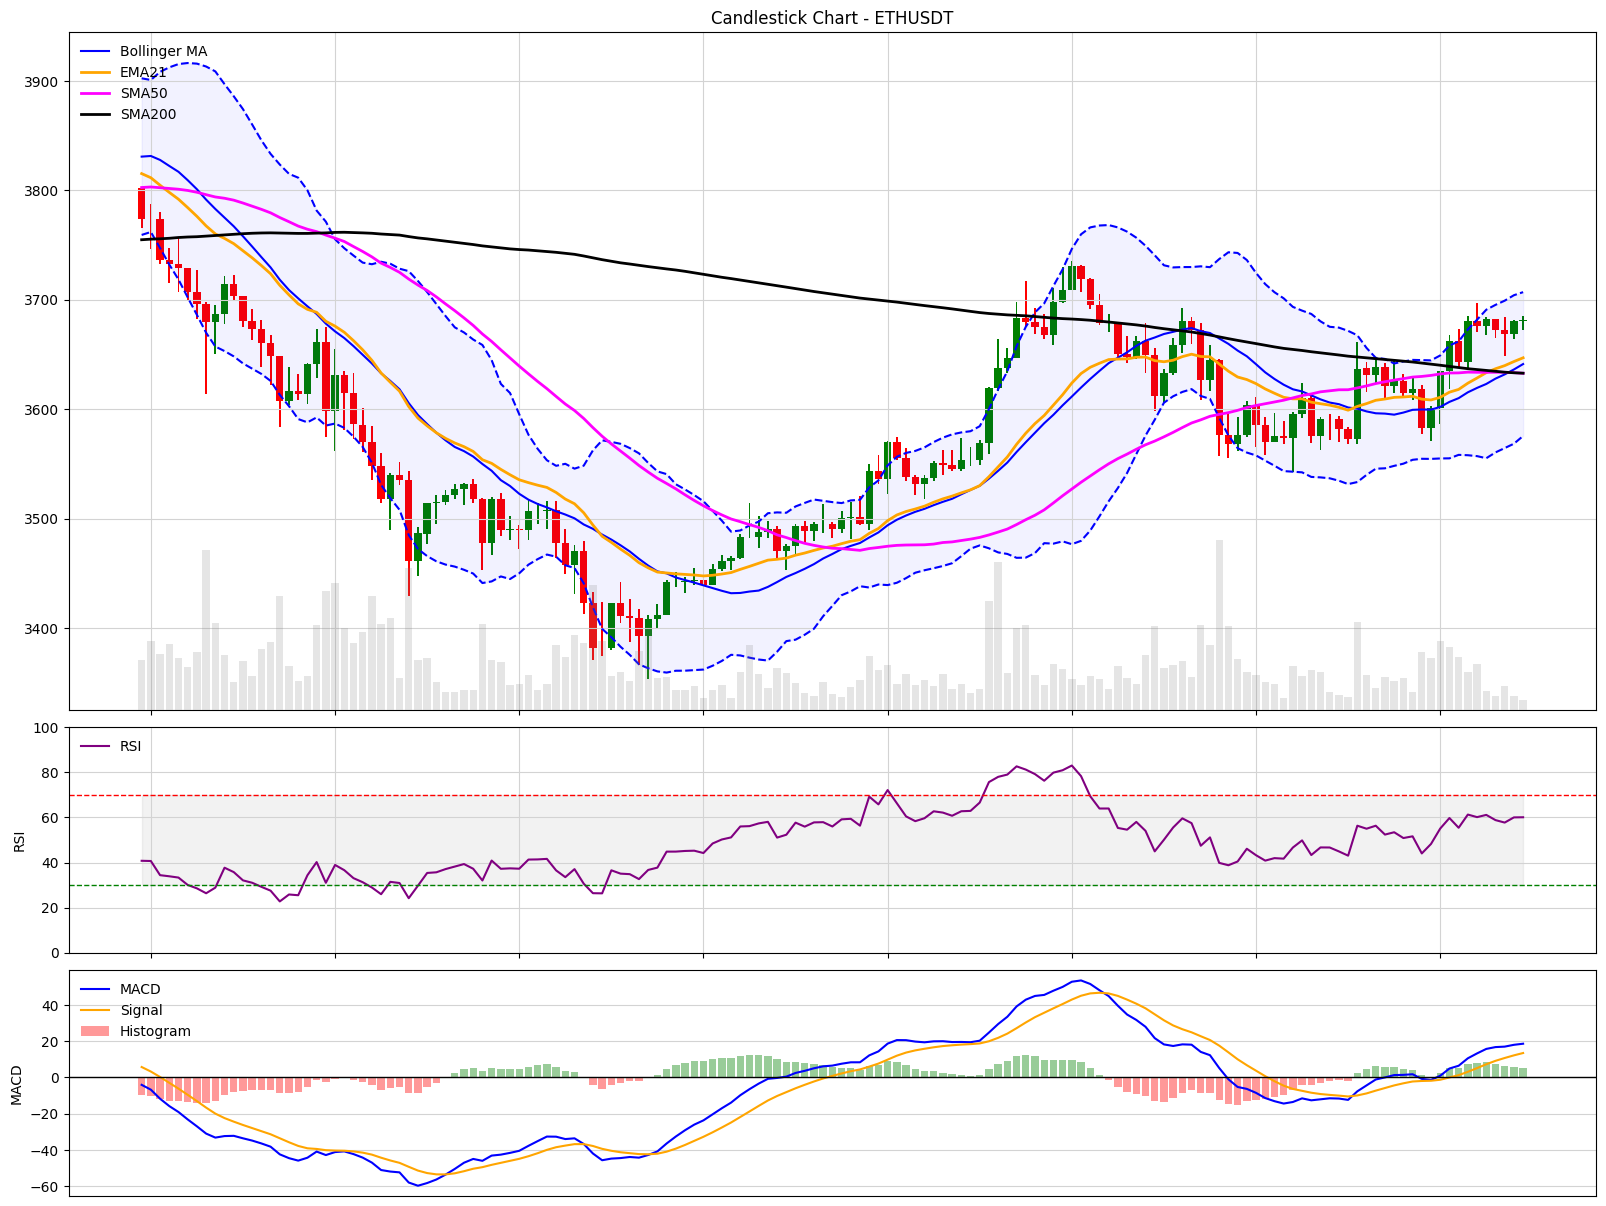 Candlestick Chart - ETHUSDT
Bollinger MA
EMA21
SMA50
SMA200
3900
3800
3700
3600
3500
3400
RSI
100
80
60
40
20
0
RSI
MACD
Signal
Histogram
40
20
0
−20
−40
−60
MACD